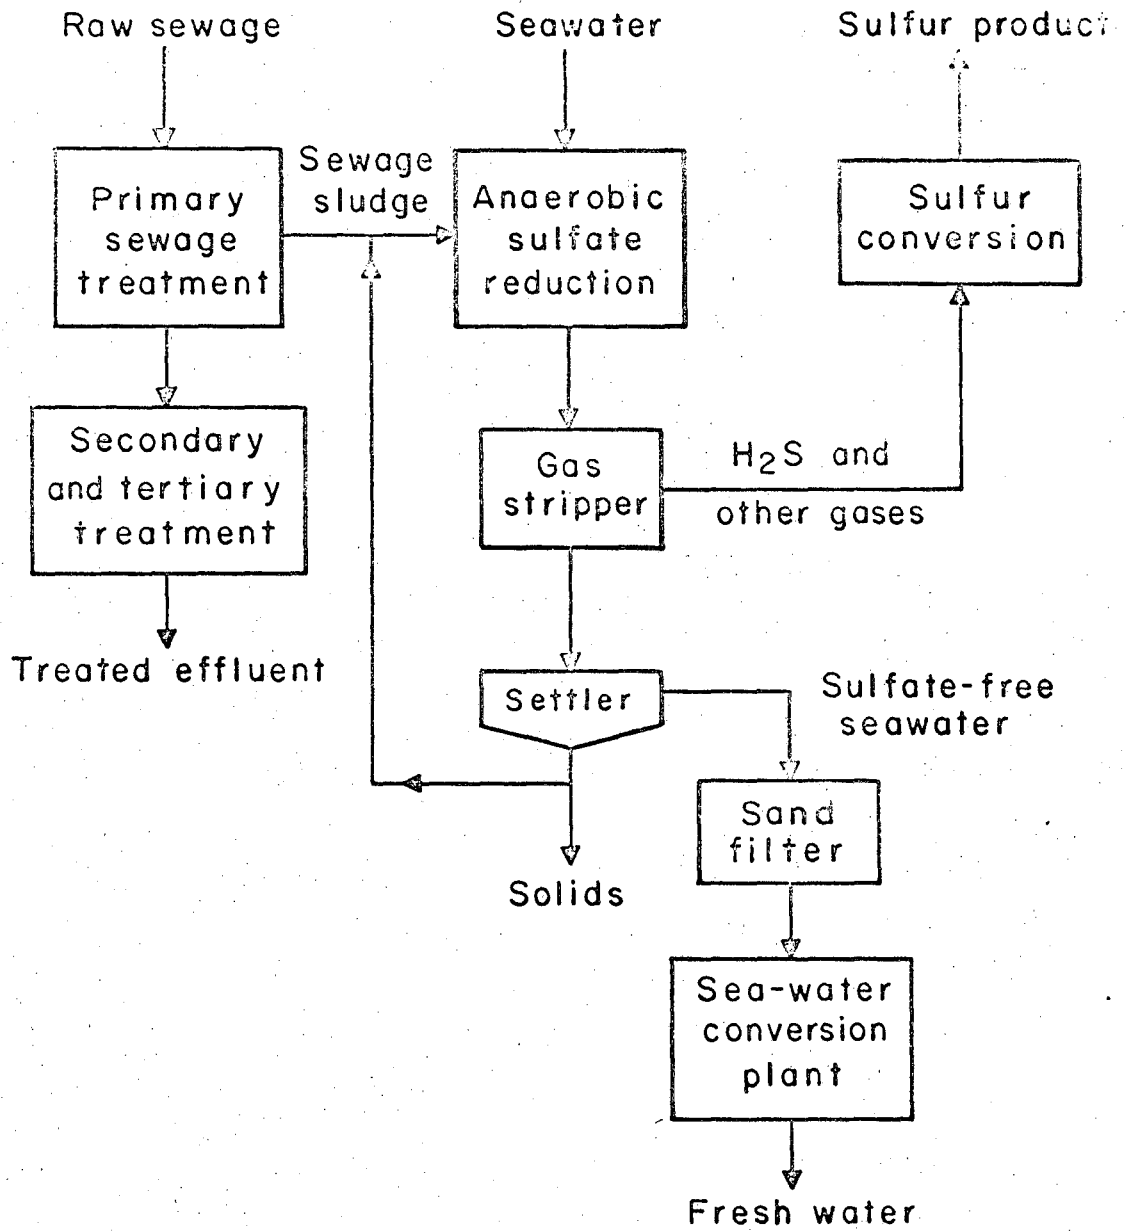 Raw sewage
Seawater
Sulfur product
Primary
sewage
treatment
Sewage
sludge
Anaerobic
sulfate
reduction
Sulfur
conversion
Secondary
and tertiary
treatment
Gas
stripper
H₂S and
other gases
Treated effluent
Settler
Sulfate-free
seawater
Sand
filter
Solids
Sea-water
conversion
plant
Fresh water